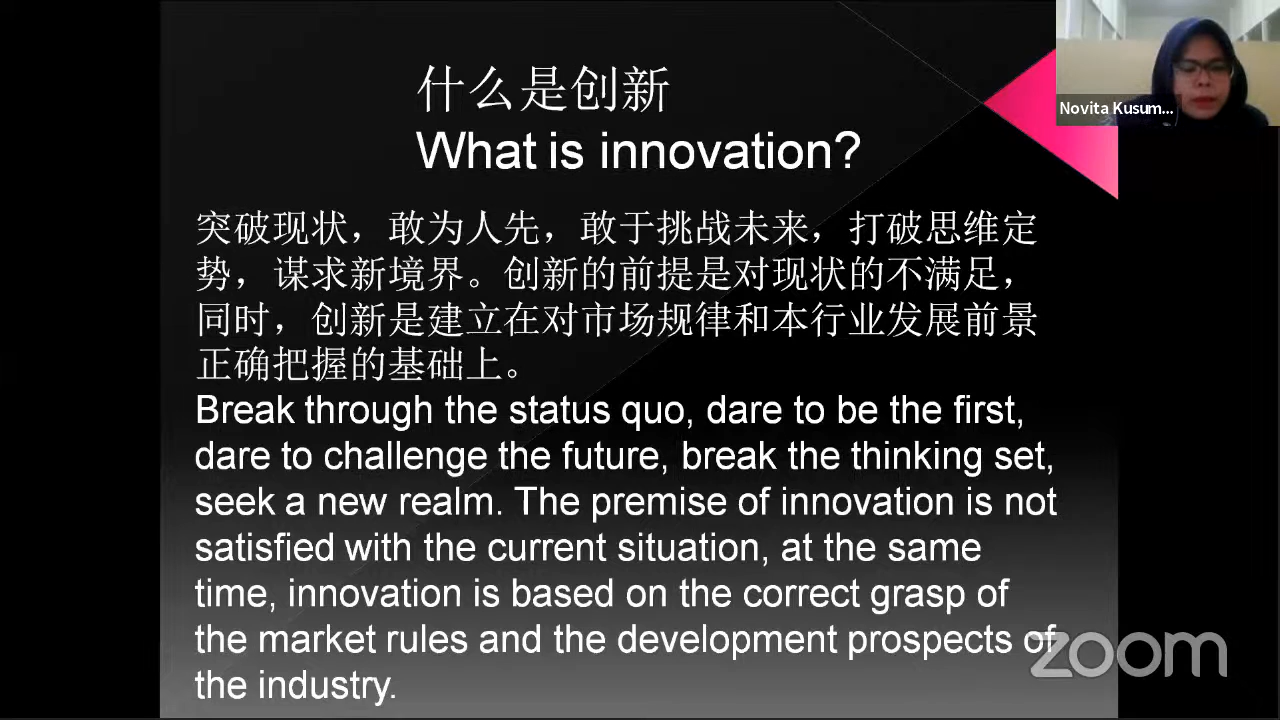 什么是创新
What is innovation?
突破现状，敢为人先，敢于挑战未来，打破思维定
势，谋求新境界。创新的前提是对现状的不满足，
同时，创新是建立在对市场规律和本行业发展前景
正确把握的基础上。
Break through the status quo, dare to be the first,
dare to challenge the future, break the thinking set,
seek a new realm. The premise of innovation is not
satisfied with the current situation, at the same
time, innovation is based on the correct grasp of
the market rules and the development prospects of
the industry.
Novita Kusum...
zoom